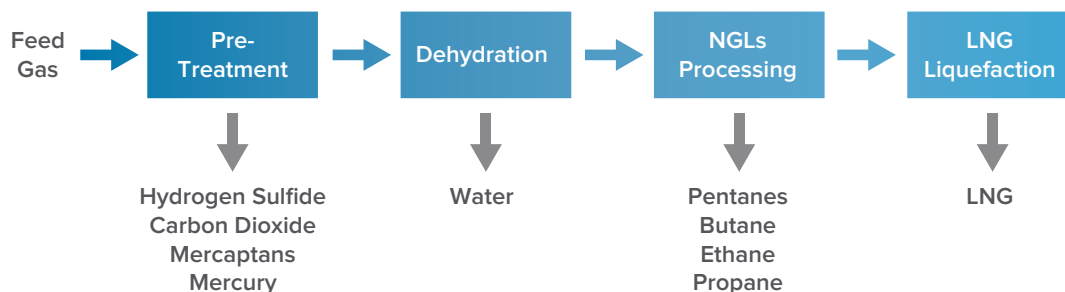 Feed
Gas
Pre-
Treatment
Dehydration
NGLs
Processing
LNG
Liquefaction
Hydrogen Sulfide
Carbon Dioxide
Mercaptans
Mercury
Water
Pentanes
Butane
Ethane
Propane
LNG